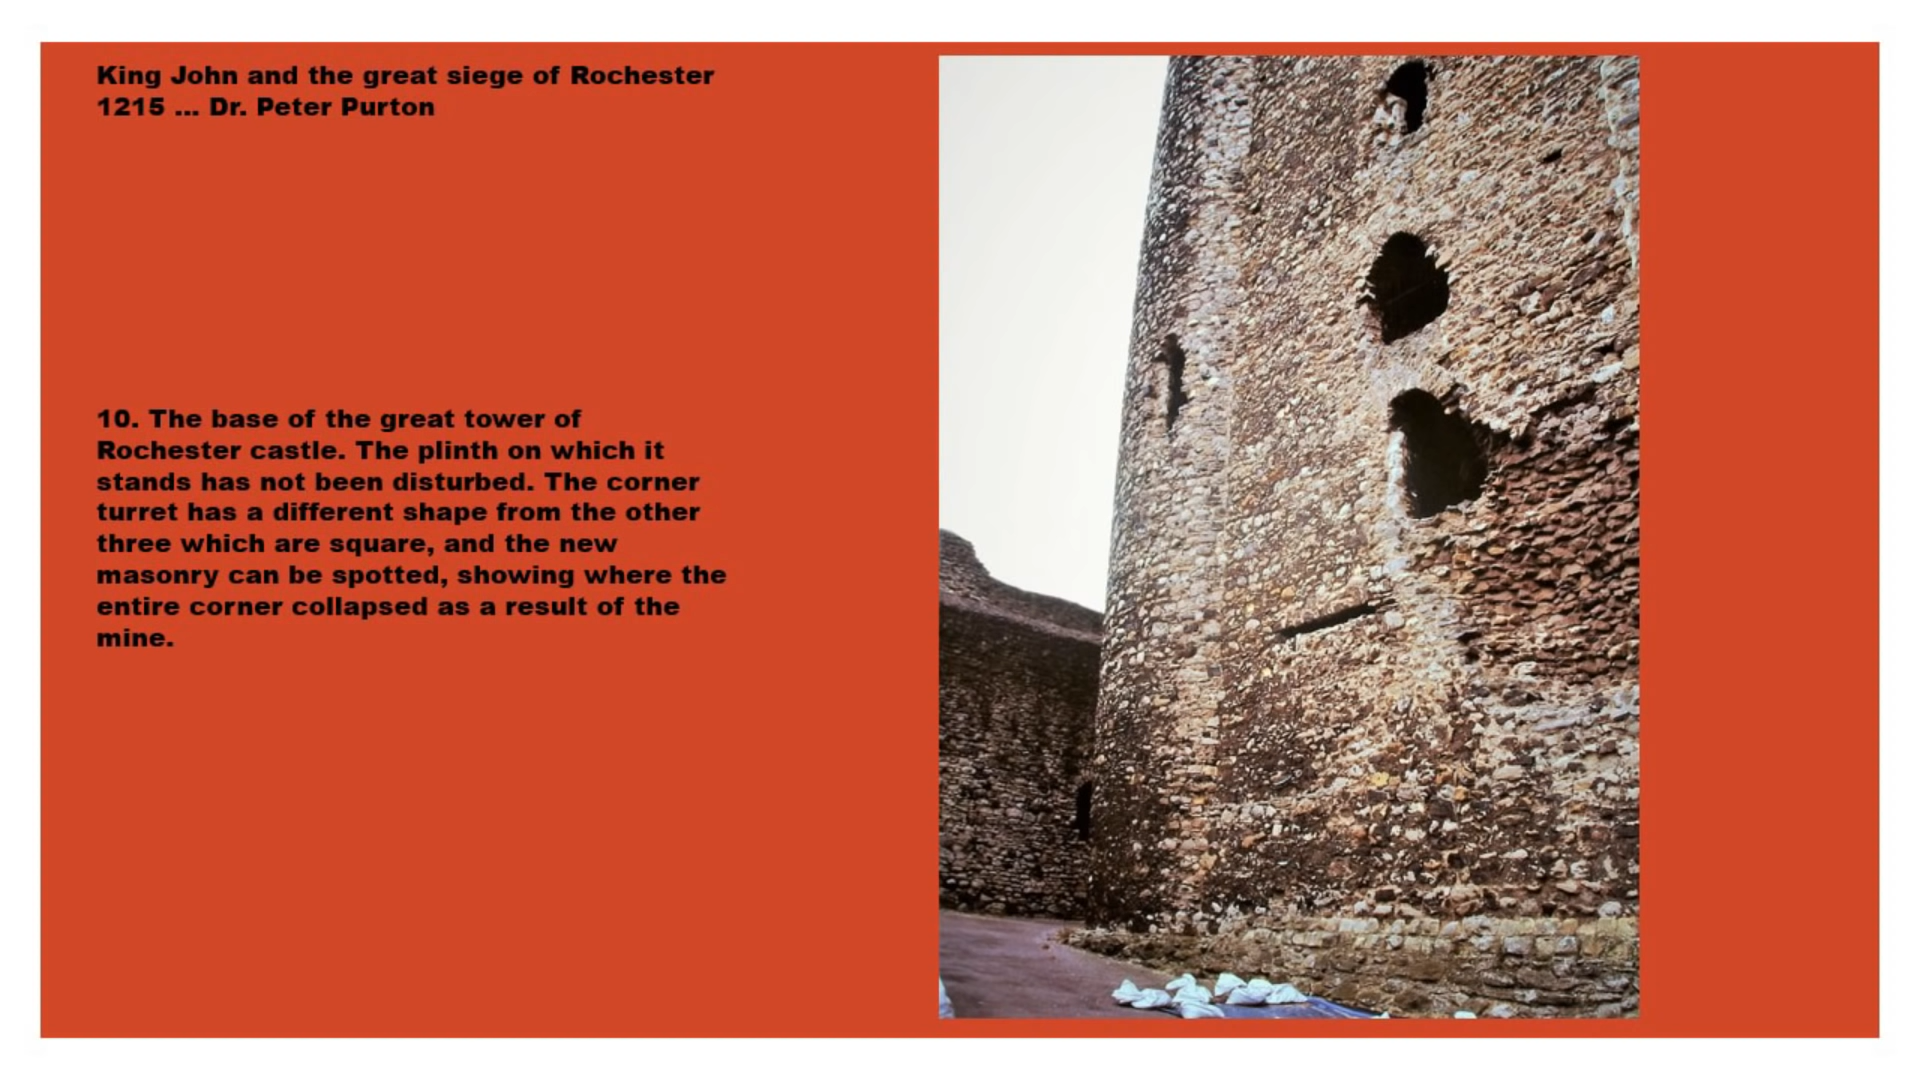 King John and the great siege of Rochester
1215 ... Dr. Peter Purton
10. The base of the great tower of
Rochester castle. The plinth on which it
stands has not been disturbed. The corner
turret has a different shape from the other
three which are square, and the new
masonry can be spotted, showing where the
entire corner collapsed as a result of the
mine.